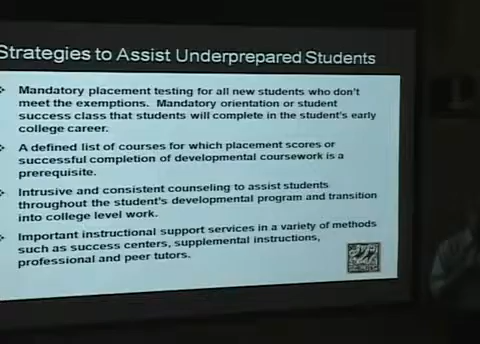 Strategies to Assist Underprepared Students
Mandatory placement testing for all new students who don't
meet the exemptions. Mandatory orientation or student
success class that students will complete in the student's early
college career.
A defined list of courses for which placement scores or
successful completion of developmental coursework is a
prerequisite.
Intrusive and consistent counseling to assist students
throughout the student's developmental program and transition
into college level work.
Important instructional support services in a variety of methods
such as success centers, supplemental instructions,
professional and peer tutors.